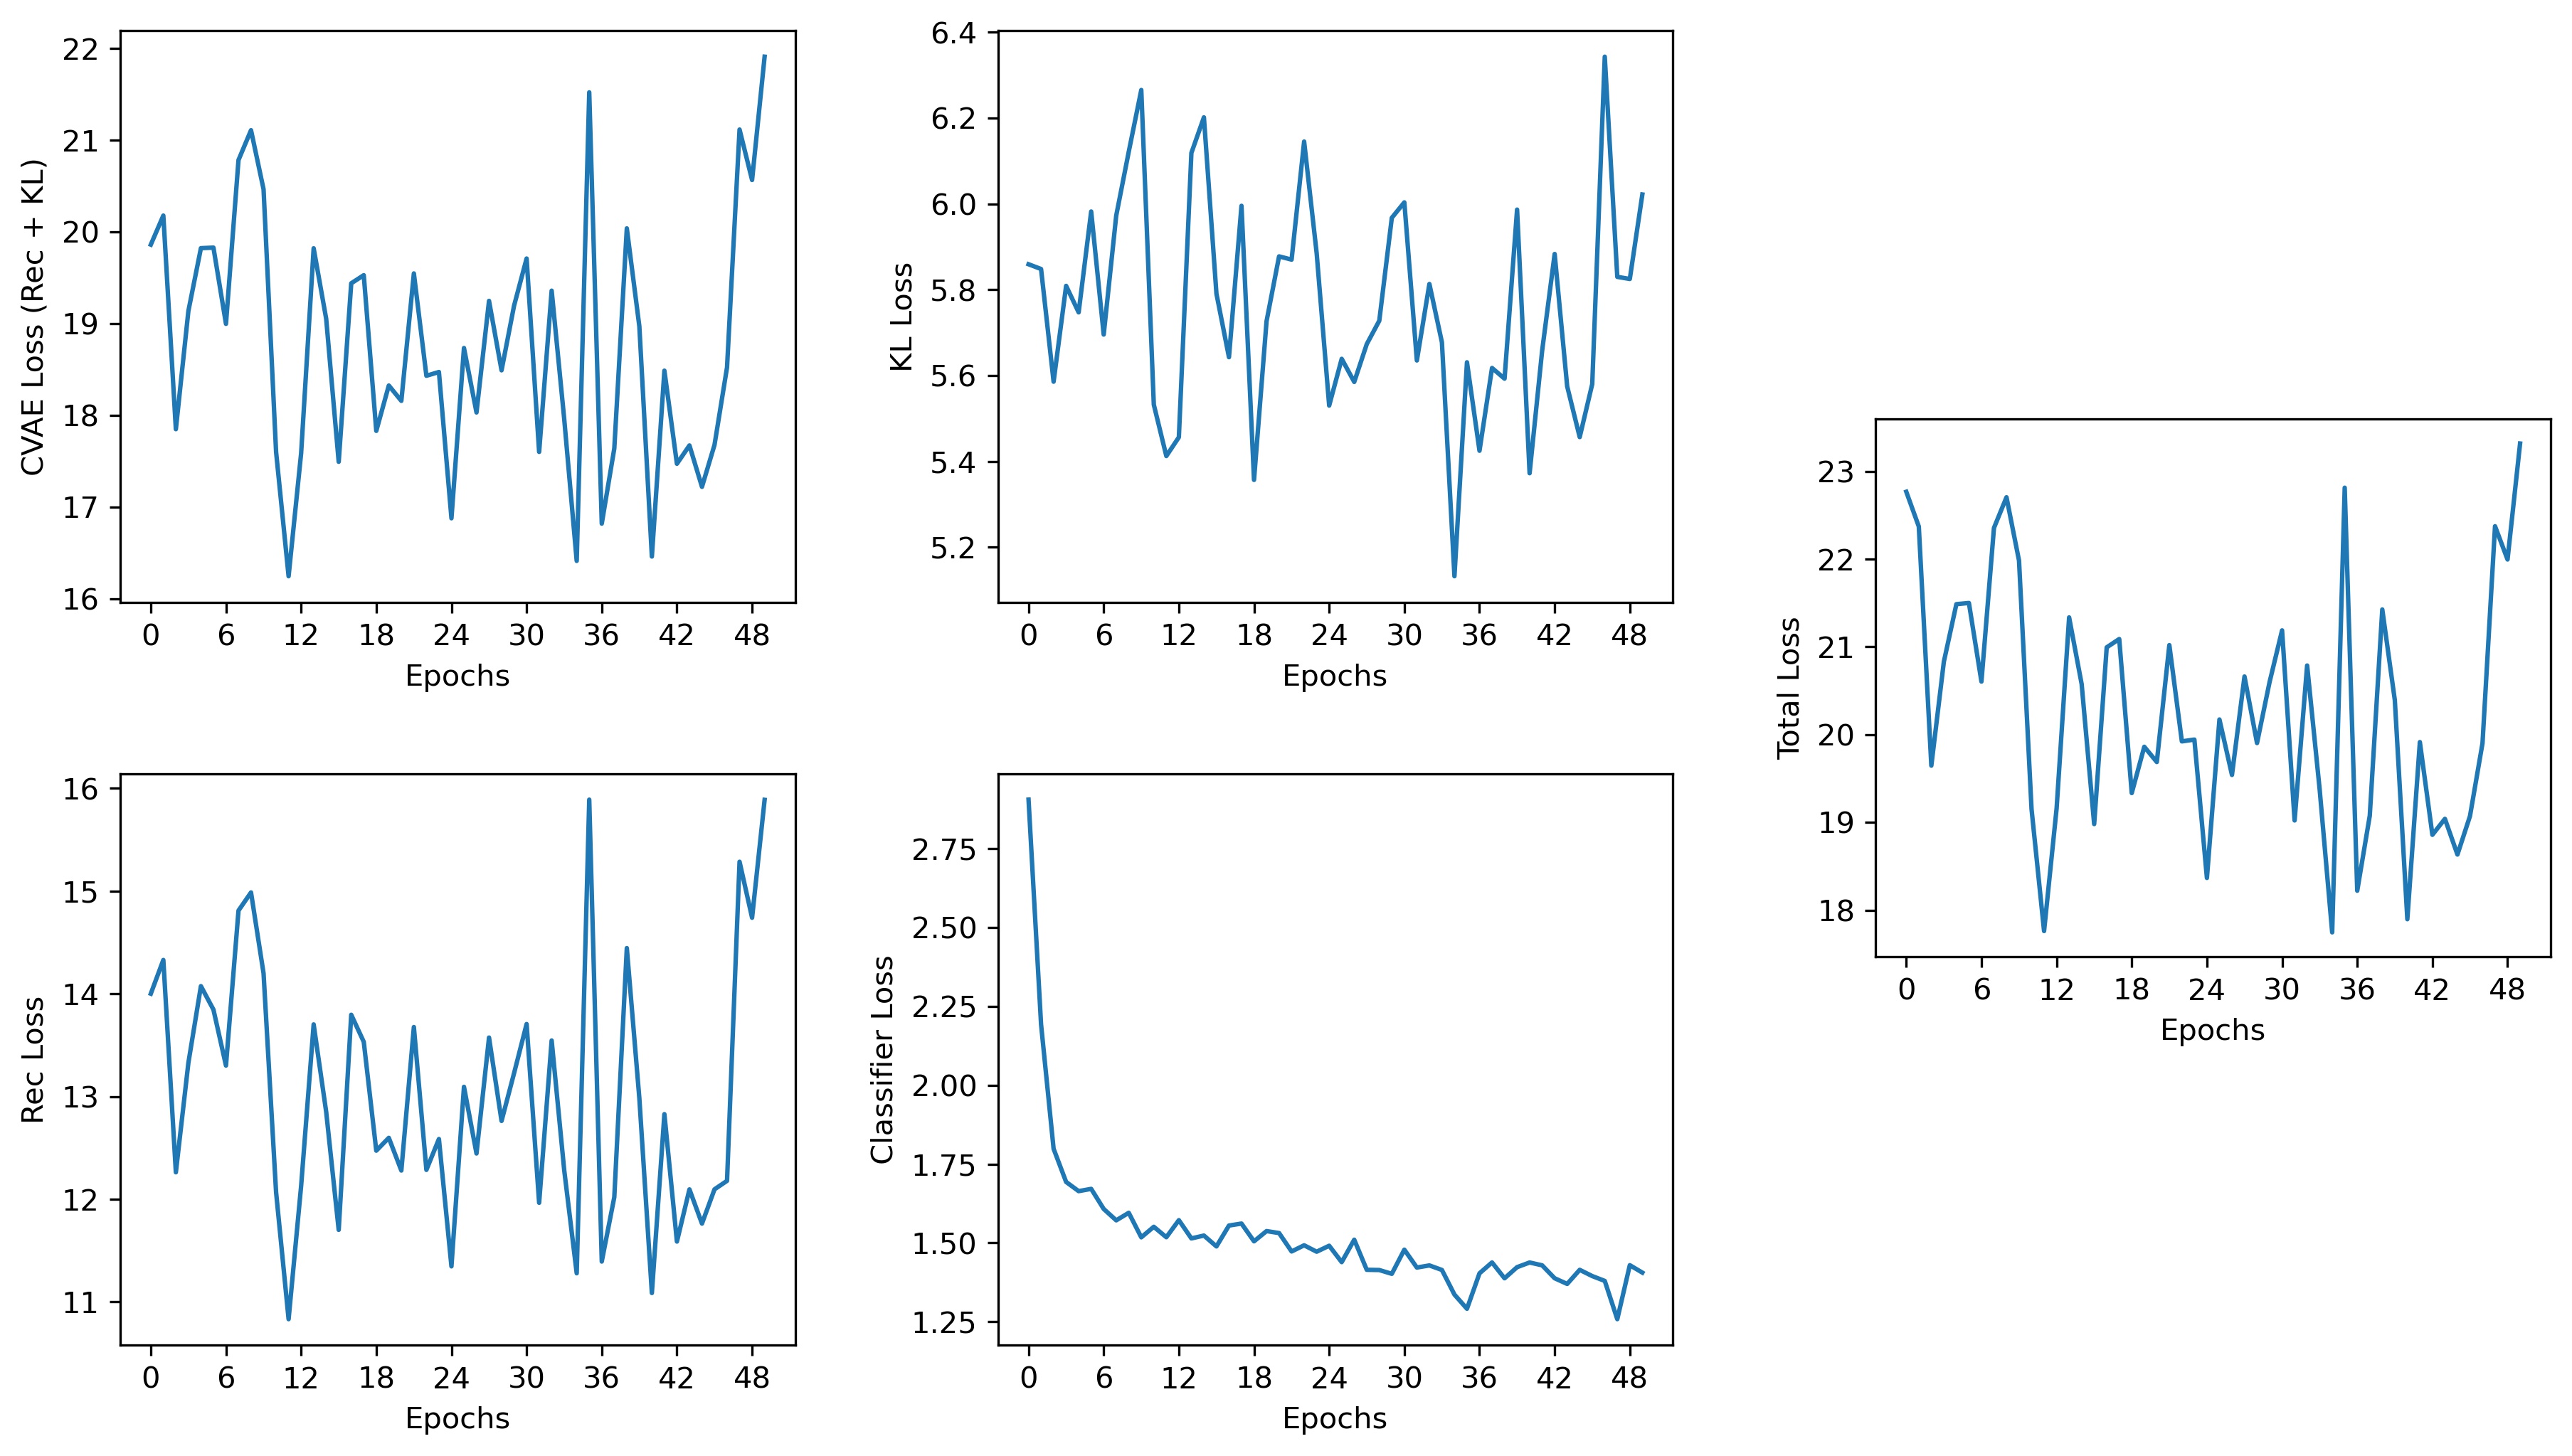 CVAE Loss (Rec + KL)
22
21
20
19
18
17
16
0 6 12 18 24 30 36 42 48
Epochs
KL Loss
6.4
6.2
6.0
5.8
5.6
5.4
5.2
0 6 12 18 24 30 36 42 48
Epochs
Rec Loss
16
15
14
13
12
11
0 6 12 18 24 30 36 42 48
Epochs
Classifier Loss
2.75
2.50
2.25
2.00
1.75
1.50
1.25
0 6 12 18 24 30 36 42 48
Epochs
Total Loss
23
22
21
20
19
18
0 6 12 18 24 30 36 42 48
Epochs